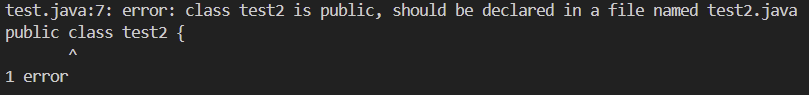 test.java:7: error: class test2 is public, should be declared in a file named test2.java
public class test2 {
       ^
1 error